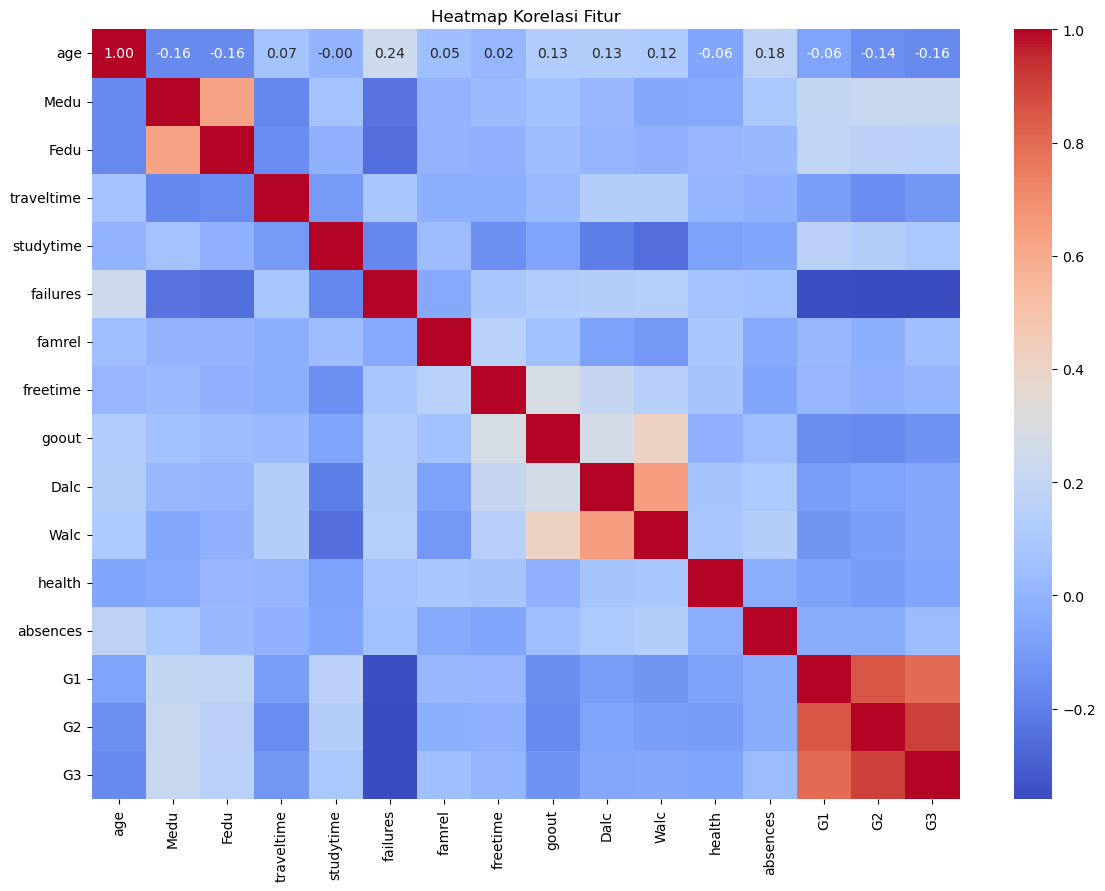 Heatmap Korelasi Fitur
age 1.00 -0.16 -0.16 0.07 -0.00 0.24 0.05 0.02 0.13 0.13 0.12 -0.06 0.18 -0.06 -0.14 -0.16
Medu
Fedu
traveltime
studytime
failures
famrel
freetime
goout
Dalc
Walc
health
absences
G1
G2
G3
age Medu Fedu traveltime studytime failures famrel freetime goout Dalc Walc health absences G1 G2 G3
1.0
0.8
0.6
0.4
0.2
0.0
−0.2